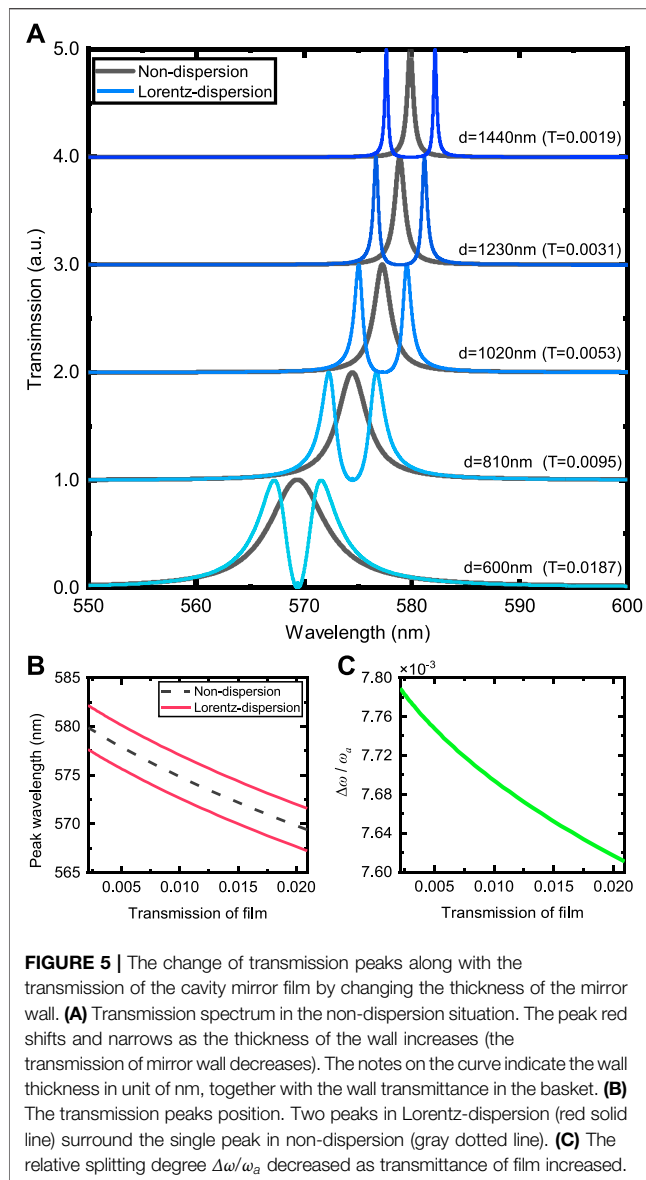 A
5.0
Non-dispersion
Lorentz-dispersion
d=1440nm (T=0.0019)
4.0
d=1230nm (T=0.0031)
3.0
d=1020nm (T=0.0053)
2.0
d=810nm (T=0.0095)
1.0
d=600nm (T=0.0187)
0.0
Transimssion (a.u.)
550 560 570 580 590 600
Wavelength (nm)
B
585
Non-dispersion
Lorentz-dispersion
580
575
570
565
Peak wavelength (nm)
0.005 0.010 0.015 0.020
Transmission of film
C
×10⁻³
7.80
7.76
7.72
7.68
7.64
7.60
Δω / ωₐ
0.005 0.010 0.015 0.020
Transmission of film
FIGURE 5 | The change of transmission peaks along with the
transmission of the cavity mirror film by changing the thickness of the mirror
wall. (A) Transmission spectrum in the non-dispersion situation. The peak red
shifts and narrows as the thickness of the wall increases (the
transmission of mirror wall decreases). The notes on the curve indicate the wall
thickness in unit of nm, together with the wall transmittance in the basket. (B)
The transmission peaks position. Two peaks in Lorentz-dispersion (red solid
line) surround the single peak in non-dispersion (gray dotted line). (C) The
relative splitting degree Δω/ωₐ decreased as transmittance of film increased.